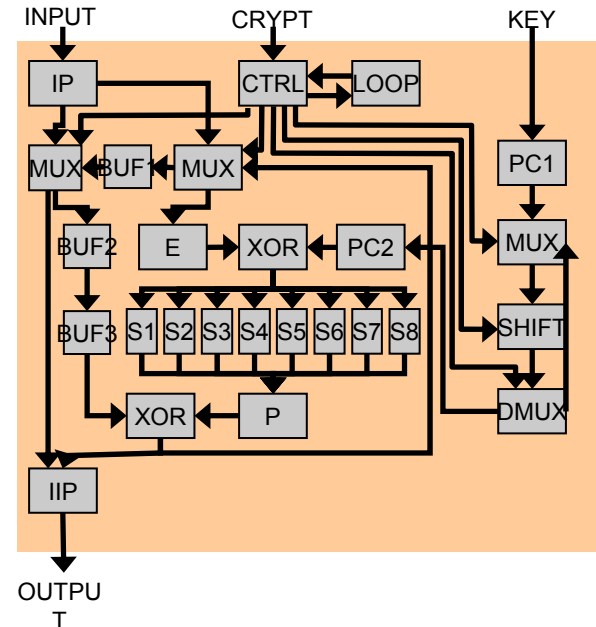 INPUT
CRYPT
KEY
IP
CTRL
LOOP
MUX
BUF1
MUX
PC1
BUF2
E
XOR
PC2
MUX
BUF3
S1
S2
S3
S4
S5
S6
S7
S8
SHIFT
XOR
P
DMUX
IIP
OUTPU
T